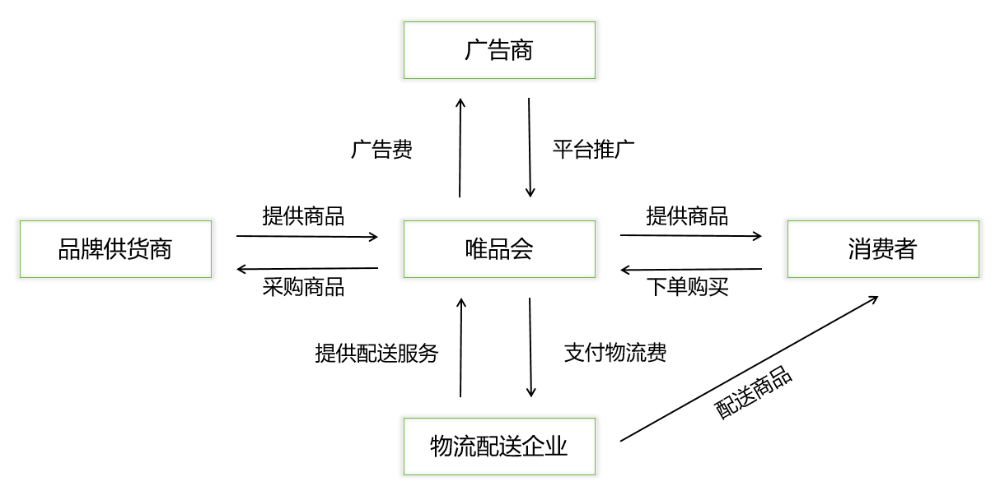 广告商
广告费
平台推广
提供商品
提供商品
品牌供货商
唯品会
消费者
采购商品
下单购买
提供配送服务
支付物流费
配送商品
物流配送企业